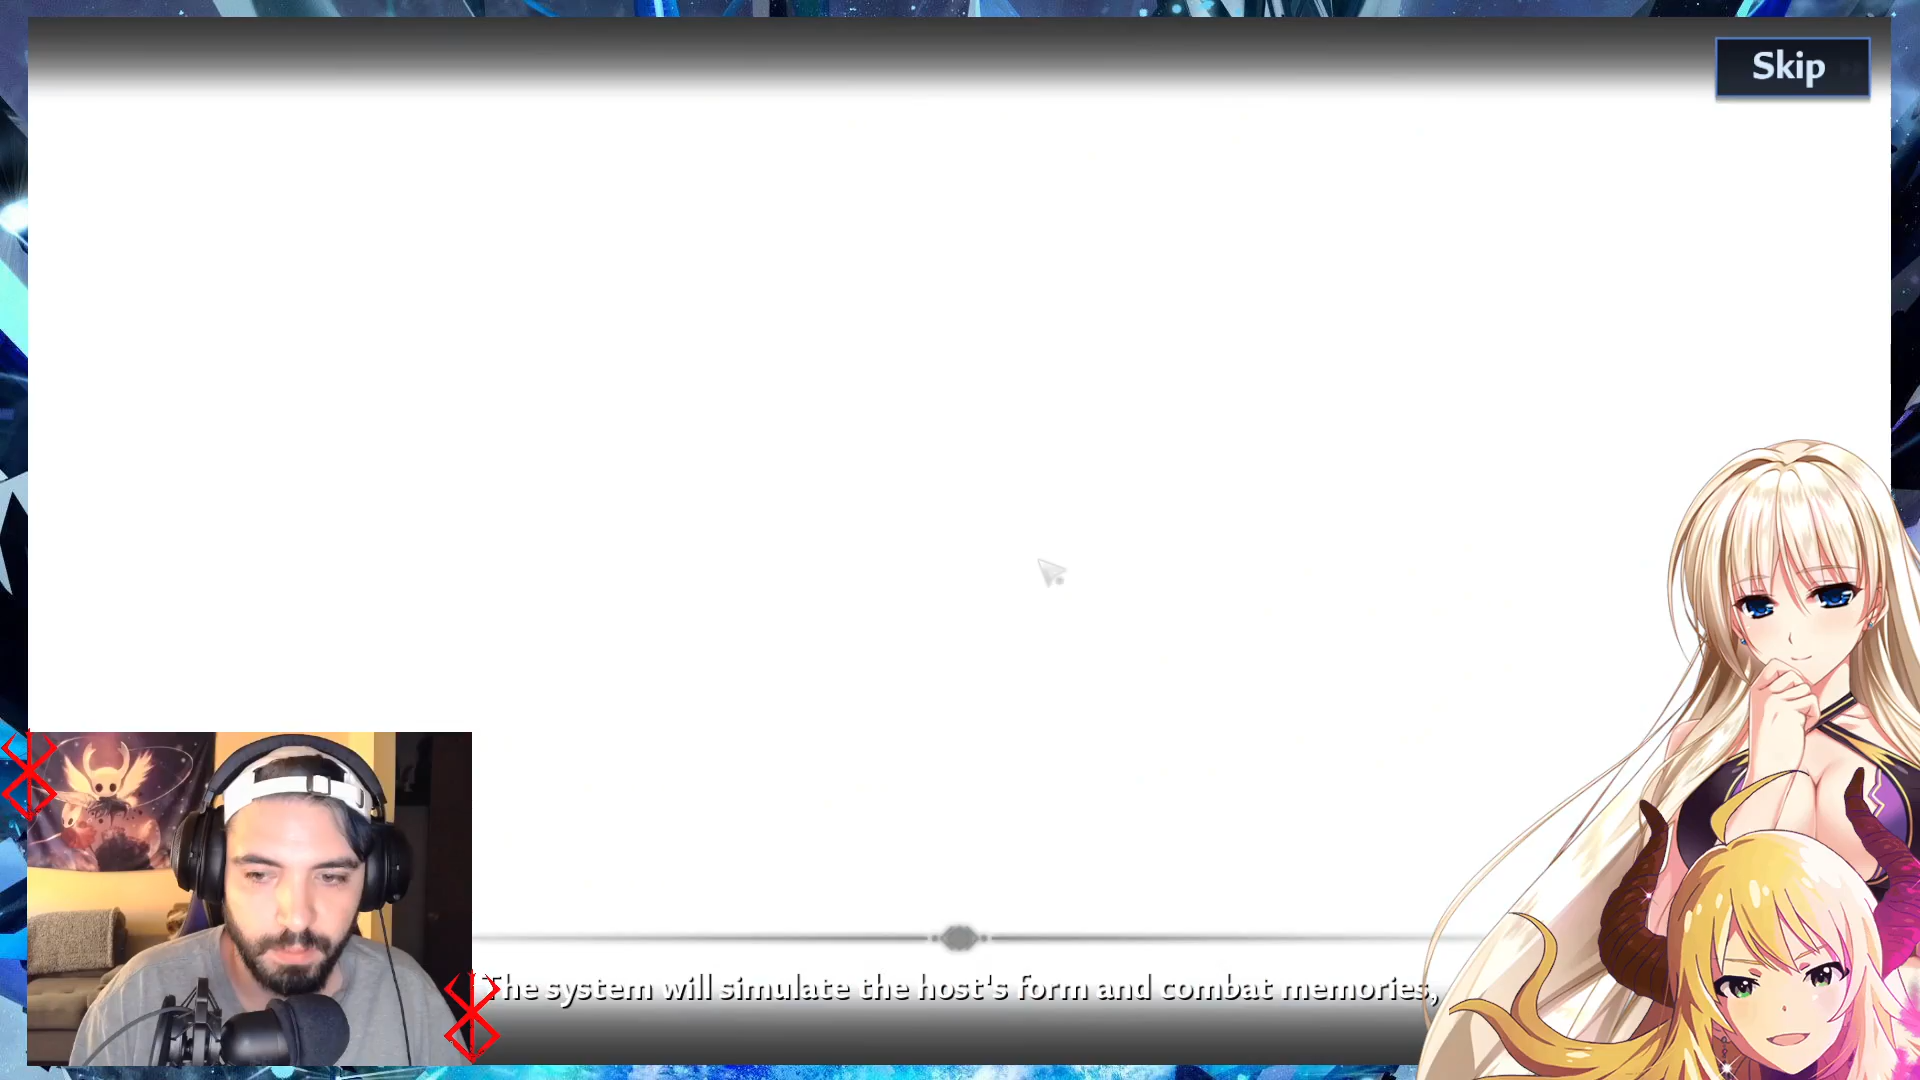 Skip
The system will simulate the host's form and combat memories,